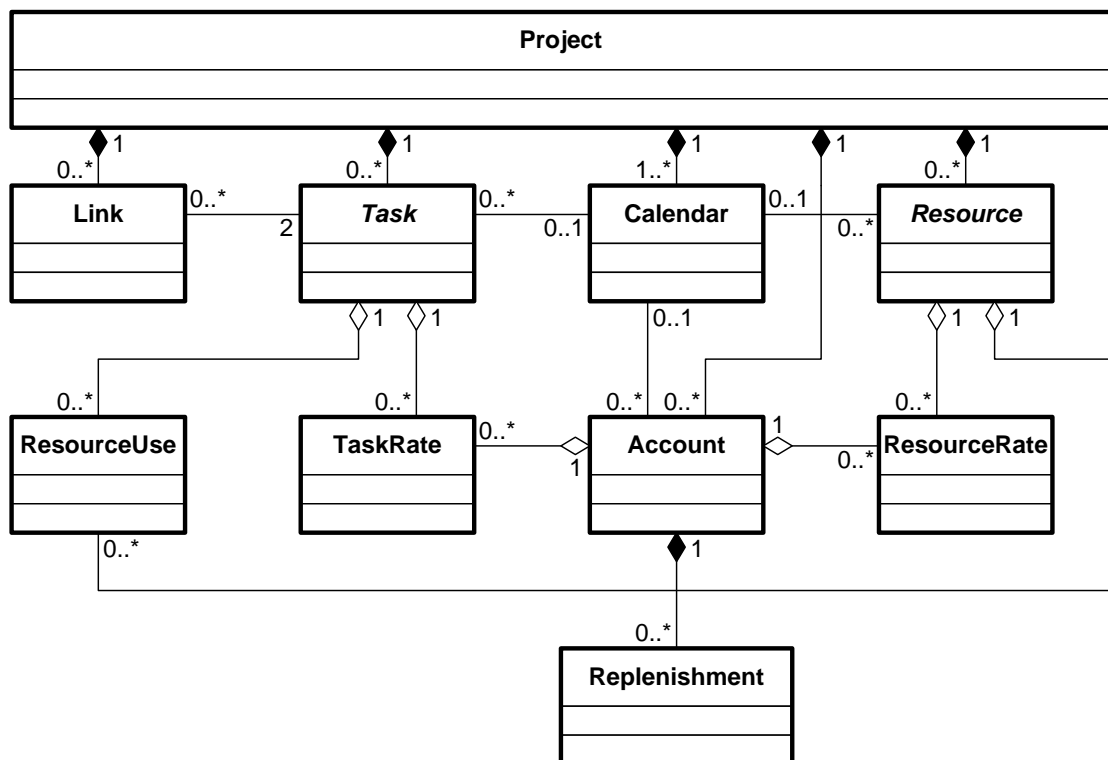 Project
1 1 1 1 1
0..* 0..* 1..* 0..*
Link Task Calendar Resource
0..* 2 0..* 0..1 0..1 0..*
1 1 0..1 1 1
0..* 0..* 0..* 0..* 0..*
ResourceUse TaskRate Account ResourceRate
0..* 1 1 0..*
0..* 1
0..*
Replenishment